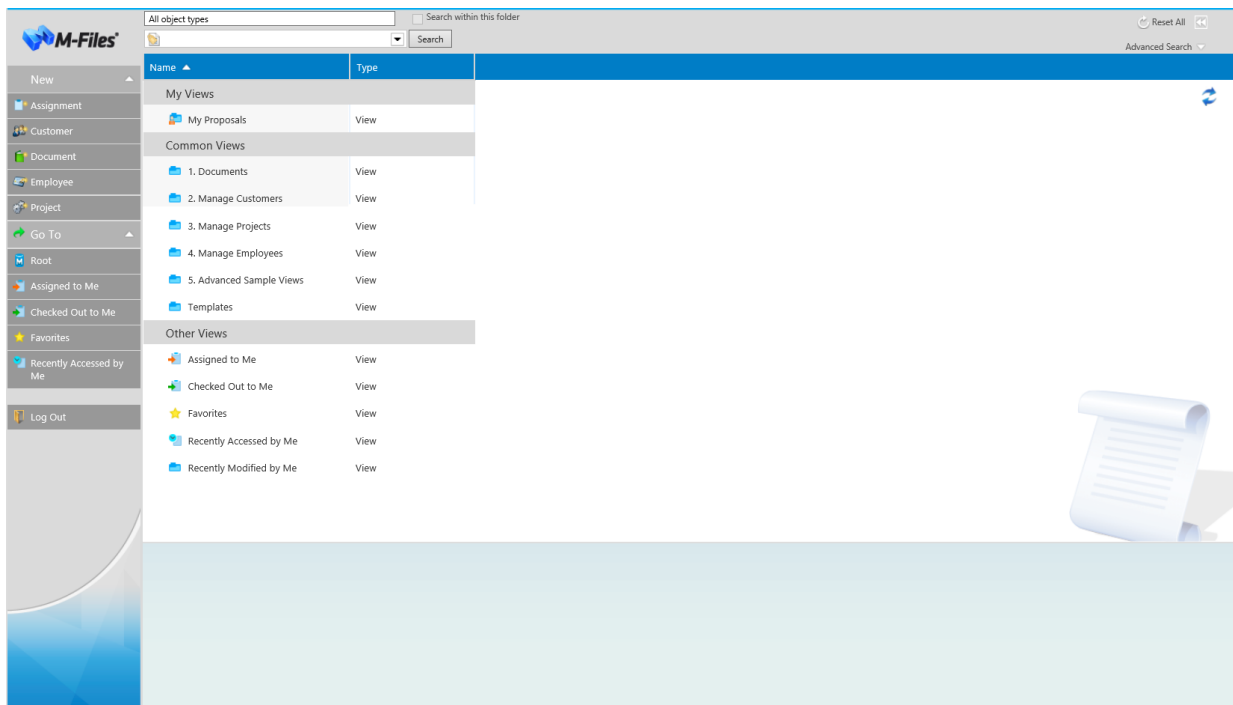 All object types
Search within this folder
Reset All
M-Files
Search
Advanced Search
Name Type
New
Assignment
Customer
Document
Employee
Project
Go To
Root
Assigned to Me
Checked Out to Me
Favorites
Recently Accessed by
Me
Log Out
My Views
My Proposals View
Common Views
1. Documents View
2. Manage Customers View
3. Manage Projects View
4. Manage Employees View
5. Advanced Sample Views View
Templates View
Other Views
Assigned to Me View
Checked Out to Me View
Favorites View
Recently Accessed by Me View
Recently Modified by Me View